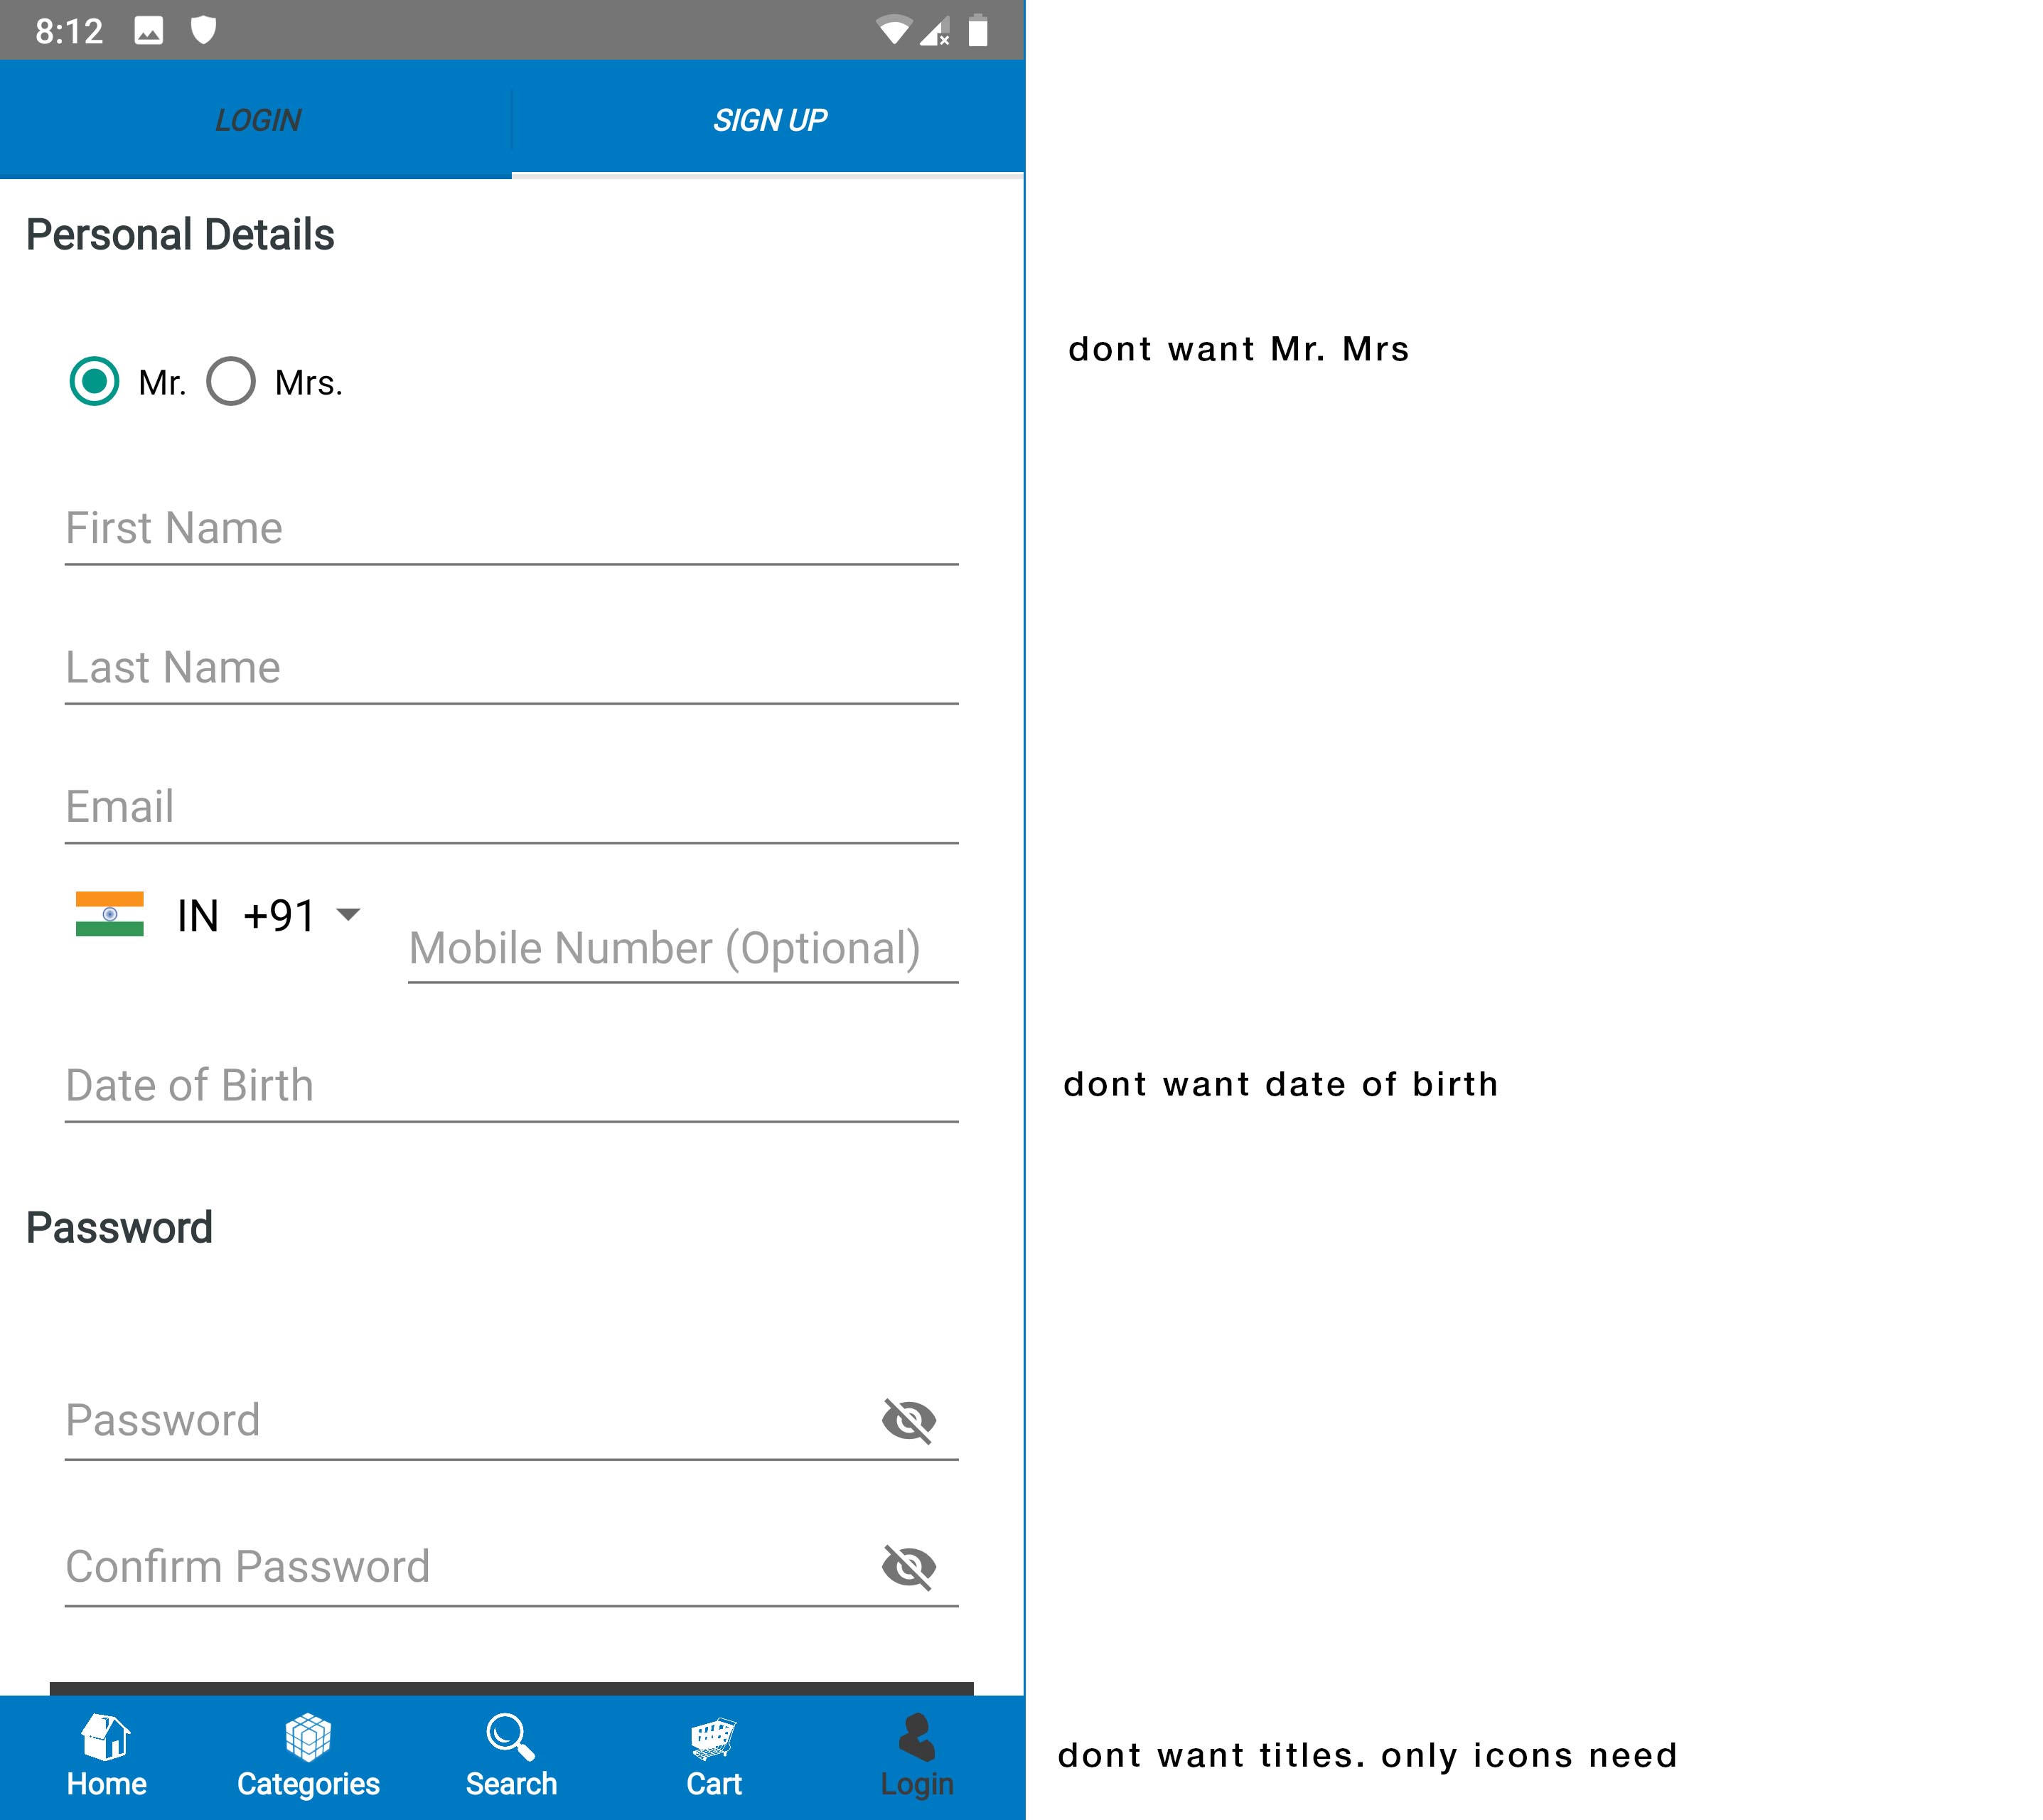 8:12
LOGIN
SIGN UP
Personal Details
dont want Mr. Mrs
Mr.
Mrs.
First Name
Last Name
Email
IN +91
Mobile Number (Optional)
Date of Birth
dont want date of birth
Password
Password
Confirm Password
dont want titles. only icons need
Home
Categories
Search
Cart
Login